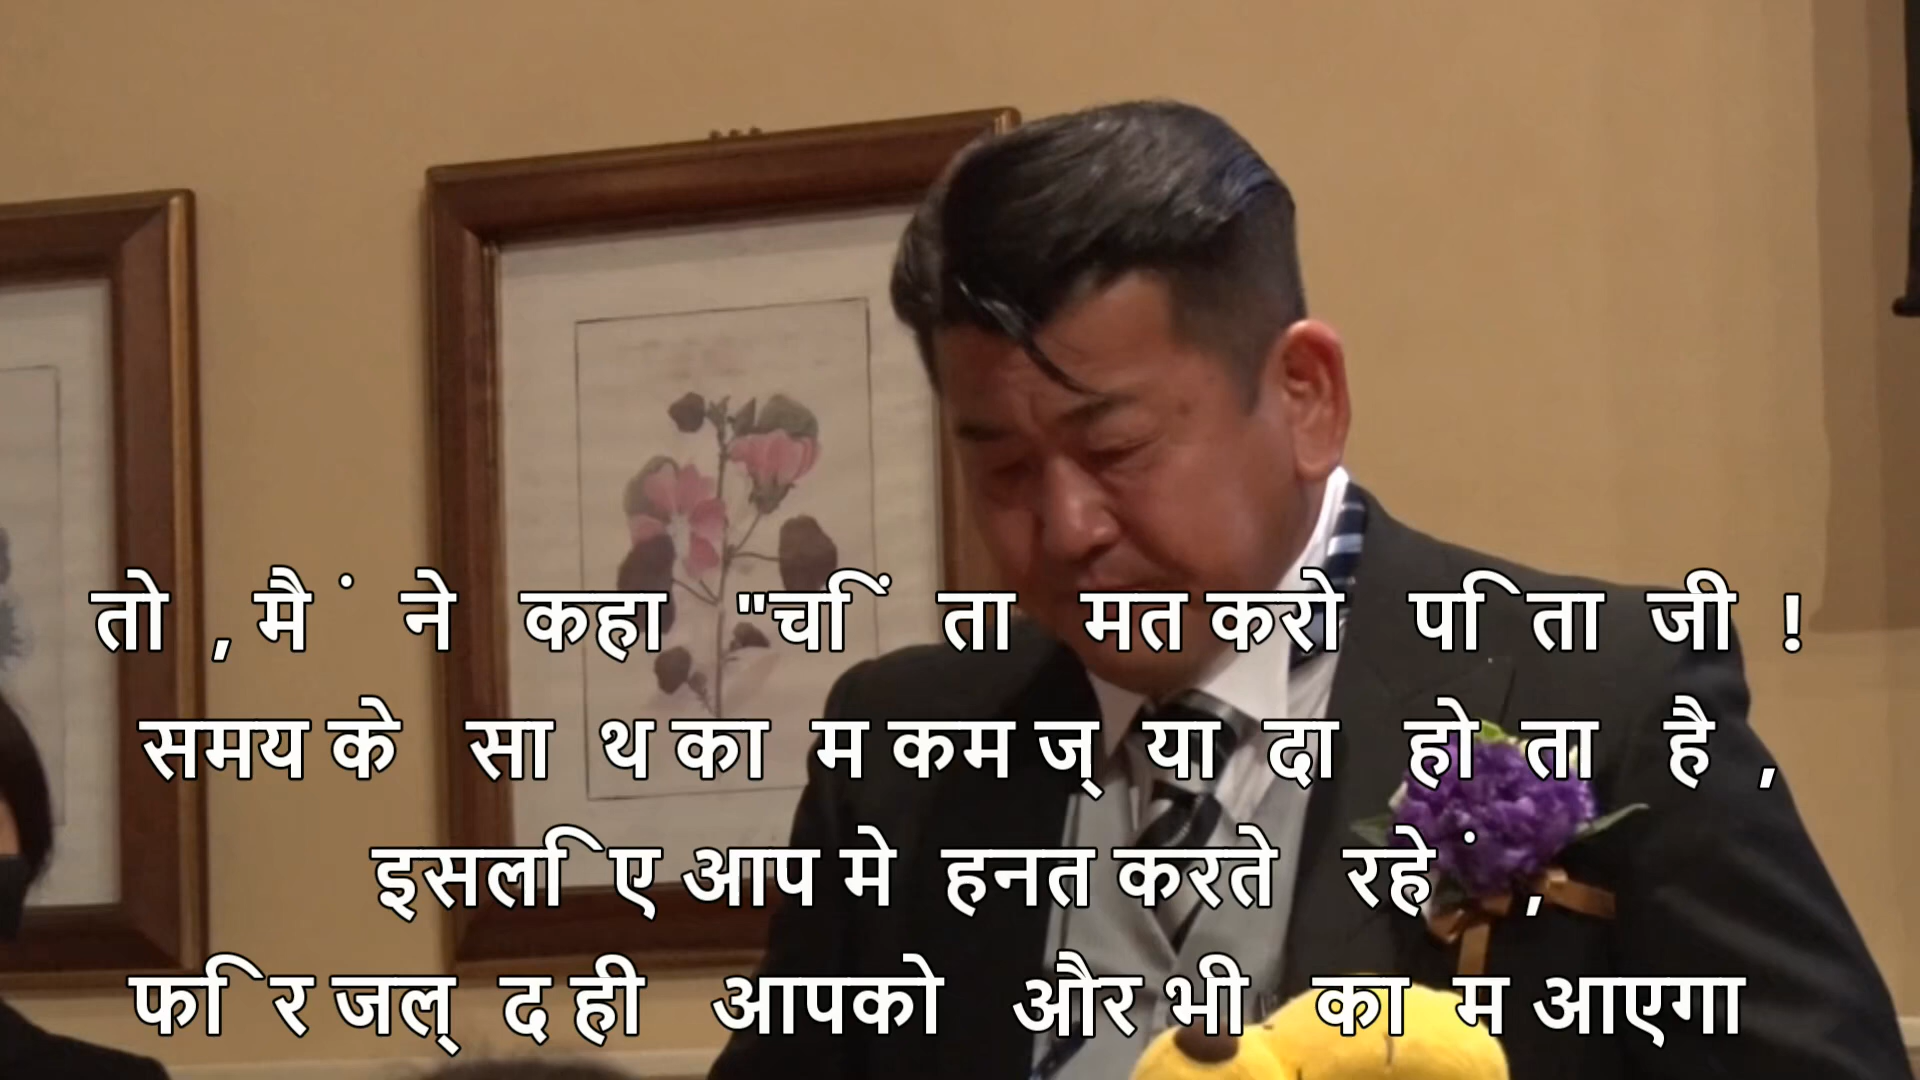 तो, मैंने कहा "चिंता मत करो पिता जी!
समय के साथ काम कम ज्यादा होता है,
इसलिए आप मेहनत करते रहें,
फिर जल्द ही आपको और भी काम आएगा